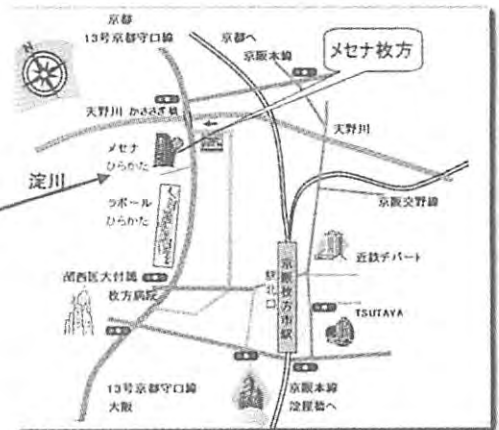 京都
13号京都守口線
京都へ
京阪本線
メセナ枚方
N
天野川 かささぎ橋
天野川
メセナ
ひらかた
淀川
ラポール
ひらかた
京阪交野線
近鉄デパート
関西医大付属
枚方病院
京阪枚方市駅
駅北口
TSUTAYA
13号京都守口線
大阪
京阪本線
淀屋橋へ